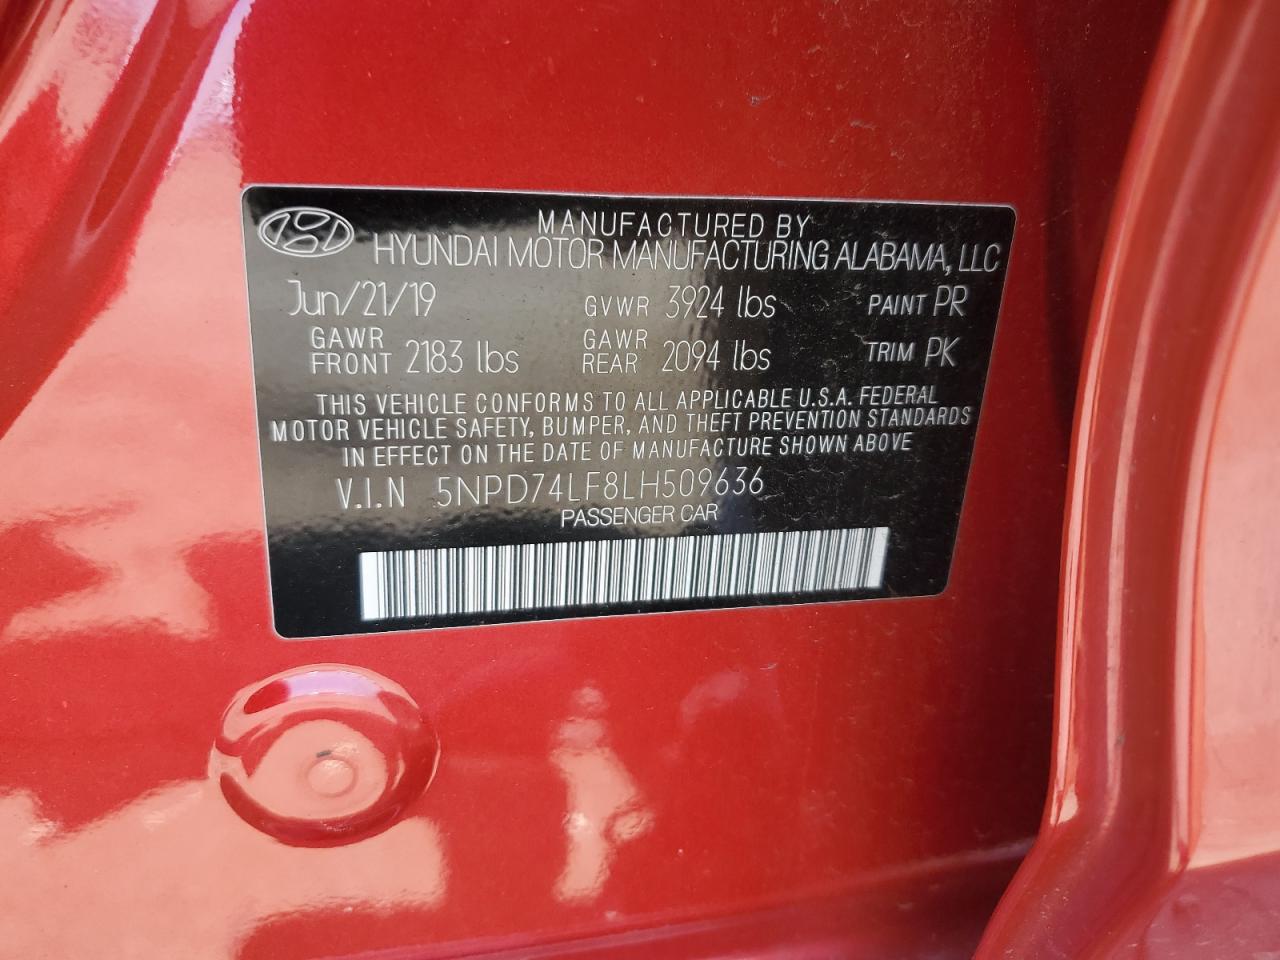 MANUFACTURED BY
HYUNDAI MOTOR MANUFACTURING ALABAMA, LLC
Jun/21/19 GVWR 3924 lbs PAINT PR
GAWR FRONT 2183 lbs GAWR REAR 2094 lbs TRIM PK
THIS VEHICLE CONFORMS TO ALL APPLICABLE U.S.A. FEDERAL
MOTOR VEHICLE SAFETY, BUMPER, AND THEFT PREVENTION STANDARDS
IN EFFECT ON THE DATE OF MANUFACTURE SHOWN ABOVE
V.I.N 5NPD74LF8LH509636
PASSENGER CAR